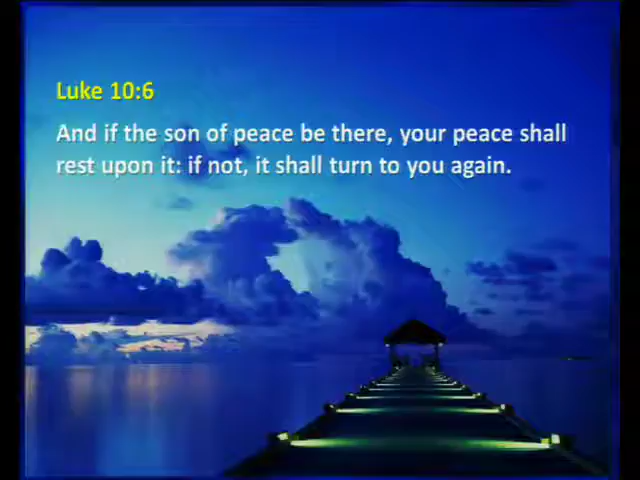 Luke 10:6
And if the son of peace be there, your peace shall
rest upon it: if not, it shall turn to you again.